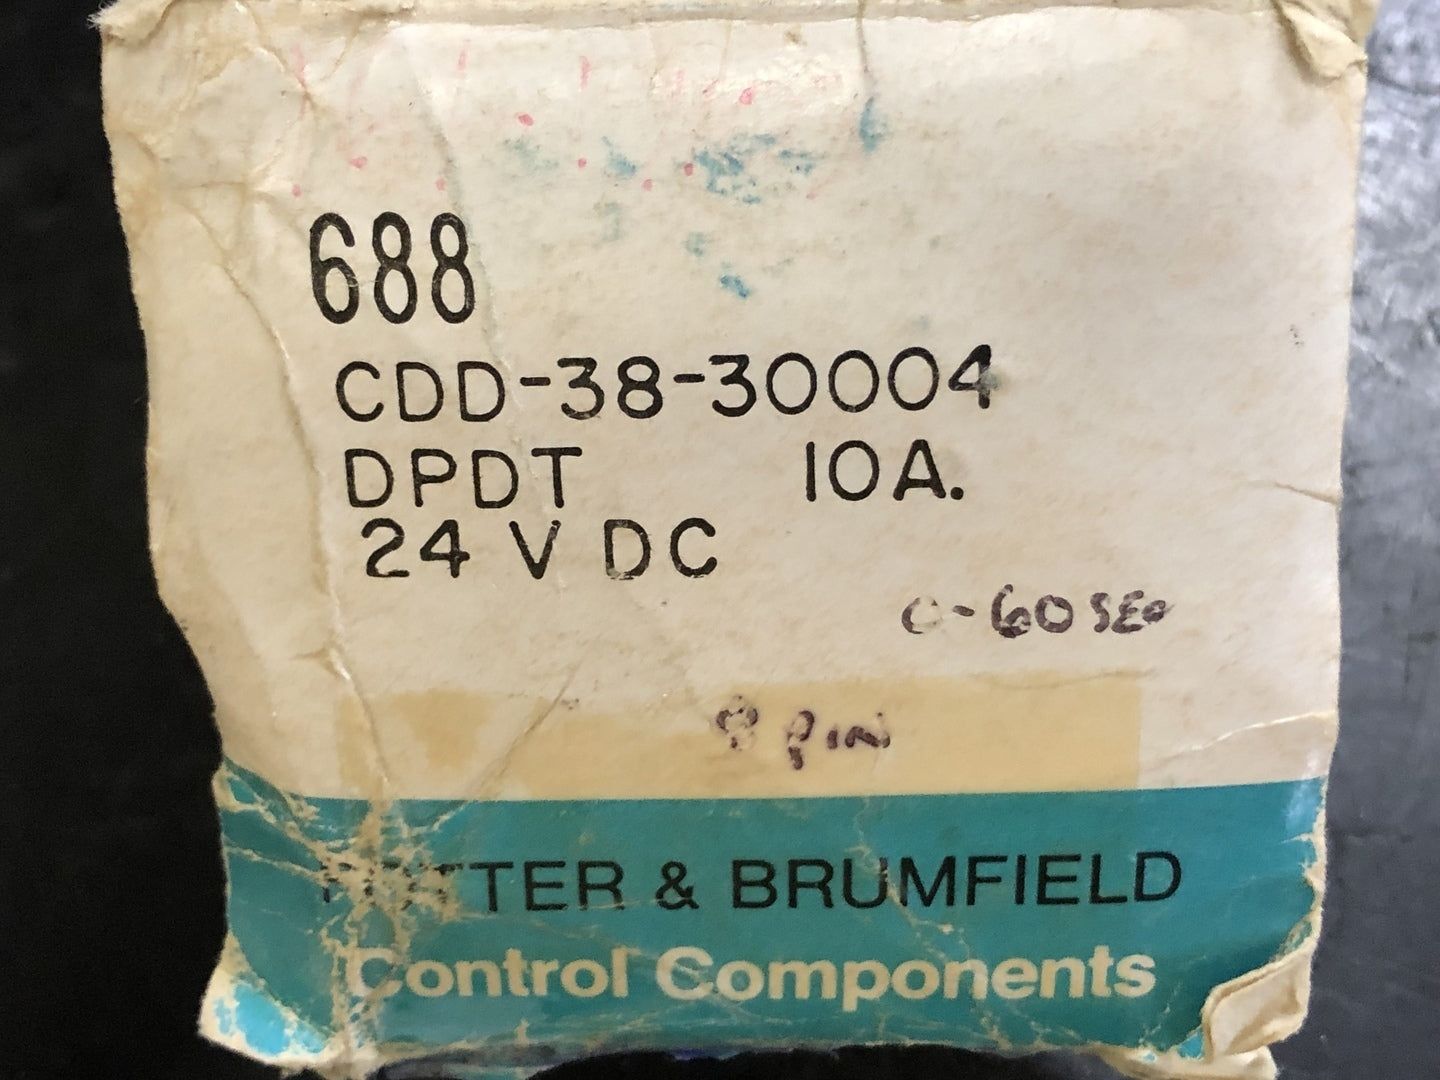 688
CDD-38-30004
DPDT 10A.
24 V DC
0-60 SEC
8 PIN
POTTER & BRUMFIELD
Control Components